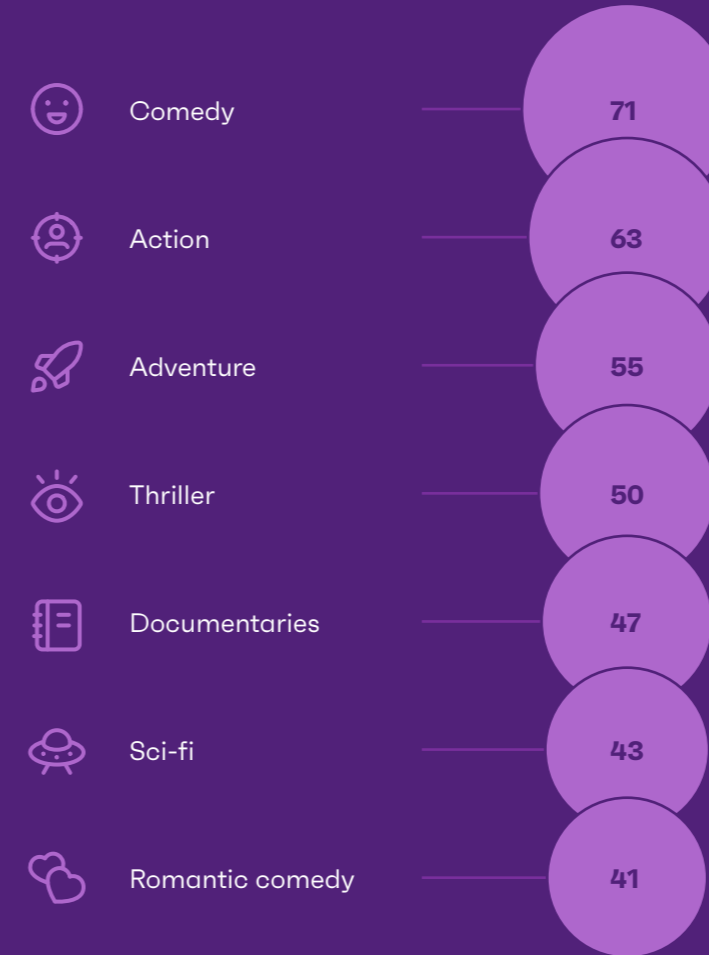 Comedy 71
Action 63
Adventure 55
Thriller 50
Documentaries 47
Sci-fi 43
Romantic comedy 41